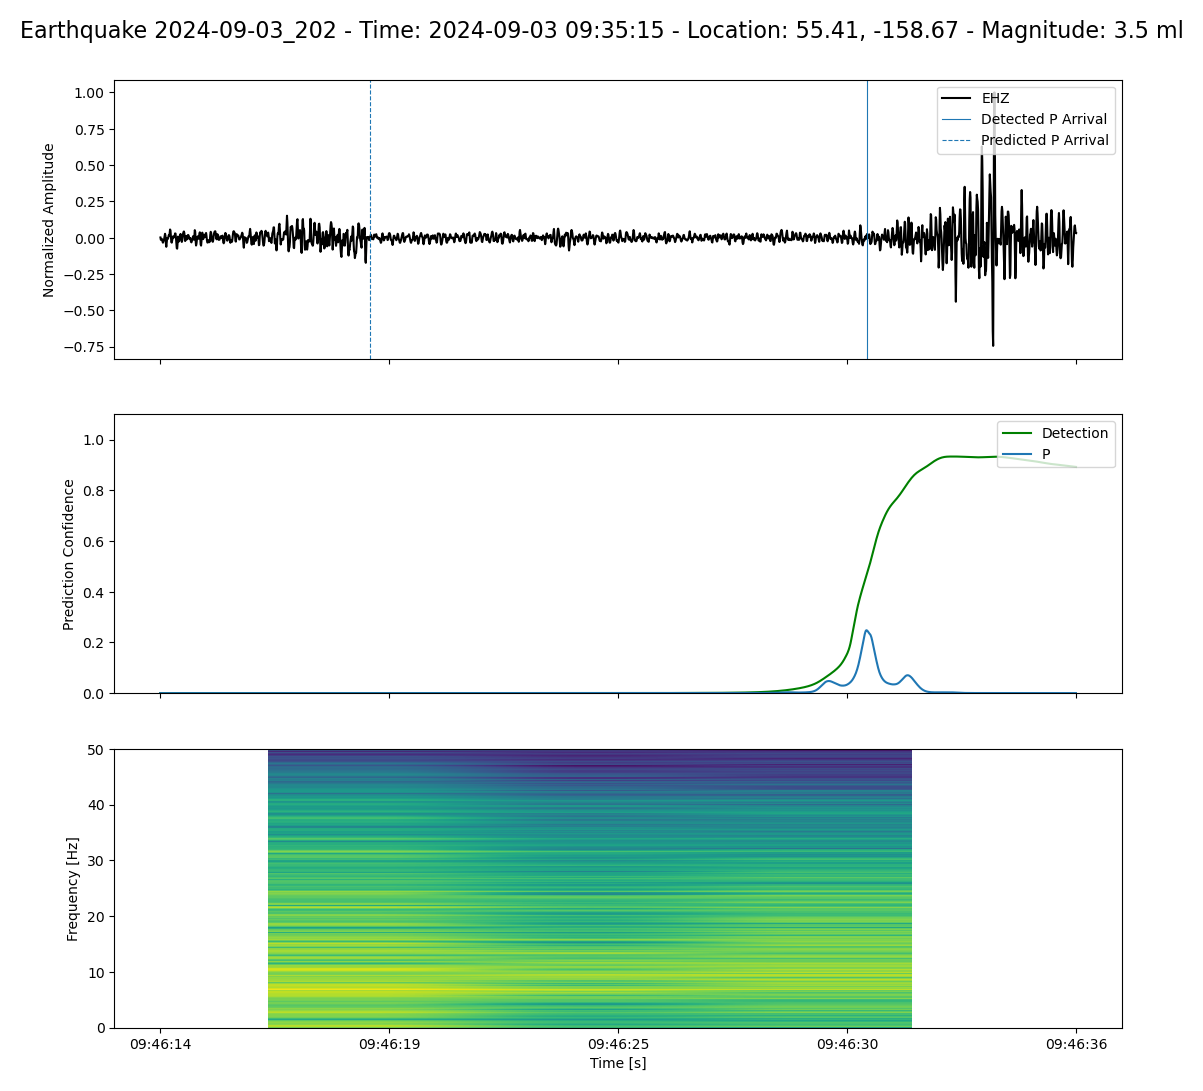 Earthquake 2024-09-03_202 - Time: 2024-09-03 09:35:15 - Location: 55.41, -158.67 - Magnitude: 3.5 ml
1.00
0.75
0.50
0.25
0.00
−0.25
−0.50
−0.75
Normalized Amplitude
EHZ
Detected P Arrival
Predicted P Arrival
1.0
0.8
0.6
0.4
0.2
0.0
Prediction Confidence
Detection
P
50
40
30
20
10
0
Frequency [Hz]
09:46:14
09:46:19
09:46:25
09:46:30
09:46:36
Time [s]